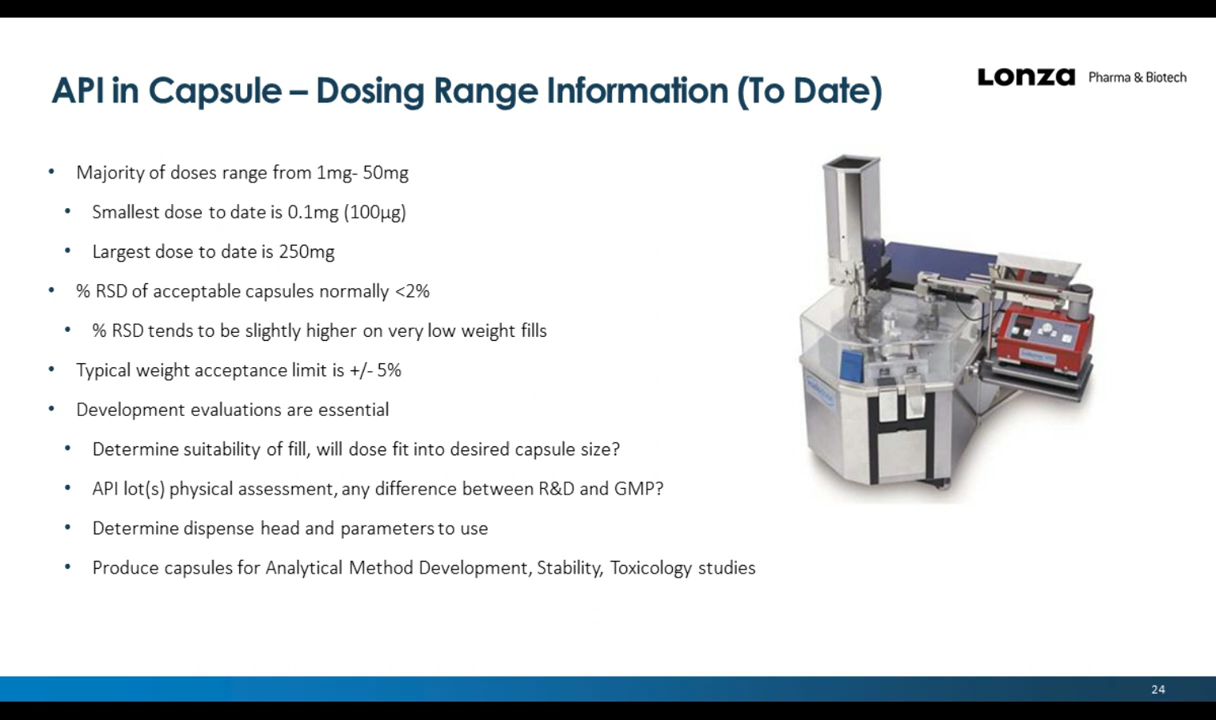 API in Capsule – Dosing Range Information (To Date)
Lonza Pharma & Biotech
• Majority of doses range from 1mg- 50mg
• Smallest dose to date is 0.1mg (100µg)
• Largest dose to date is 250mg
• % RSD of acceptable capsules normally <2%
• % RSD tends to be slightly higher on very low weight fills
• Typical weight acceptance limit is +/- 5%
• Development evaluations are essential
• Determine suitability of fill, will dose fit into desired capsule size?
• API lot(s) physical assessment, any difference between R&D and GMP?
• Determine dispense head and parameters to use
• Produce capsules for Analytical Method Development, Stability, Toxicology studies
24